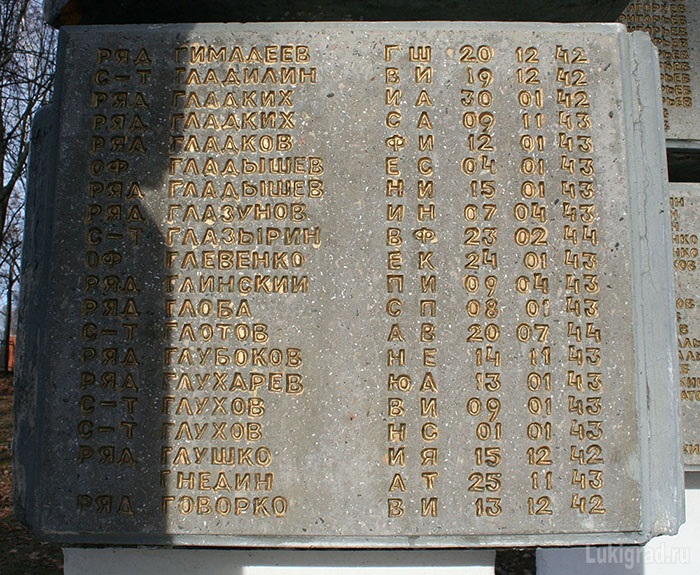 РЯД ГИМАЛЕЕВ Г Ш 20 12 42
С-Т ГЛАДИЛИН В И 19 12 42
РЯД ГЛАДКИХ И А 30 01 42
РЯД ГЛАДКИХ С А 09 11 43
РЯД ГЛАДКОВ Ф И 12 01 43
ОФ ГЛАДЫШЕВ Е С 04 01 43
РЯД ГЛАДЫШЕВ Н И 15 01 43
РЯД ГЛАЗУНОВ И Н 07 04 43
С-Т ГЛАЗЫРИН В Ф 23 02 44
ОФ ГЛЕВЕНКО Е К 24 01 43
РЯД ГЛИНСКИЙ П И 09 04 43
РЯД ГЛОБА С П 08 01 43
С-Т ГЛОТОВ А В 20 07 44
РЯД ГЛУБОКОВ Н Е 14 11 43
РЯД ГЛУХАРЕВ Ю А 13 01 43
С-Т ГЛУХОВ В И 09 01 43
С-Т ГЛУХОВ Н С 01 01 43
РЯД ГЛУШКО И Я 15 12 42
ГНЕДИН А Т 25 11 43
РЯД ГОВОРКО В И 13 12 42
Lukigrad.ru